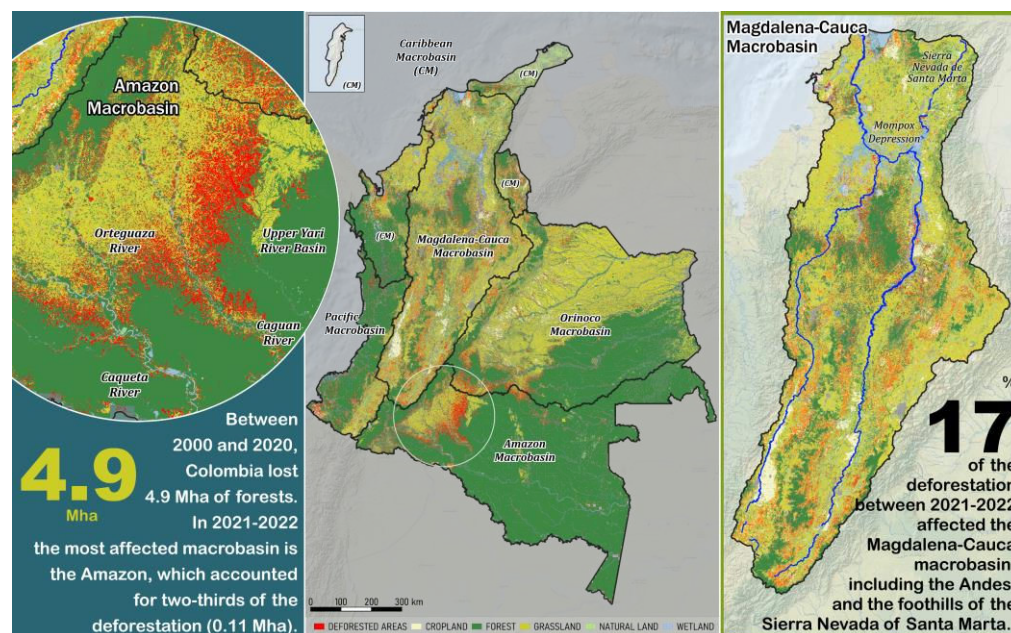 Amazon
Macrobasin
Orteguaza
River
Upper Yari
River Basin
Caguan
River
Caqueta
River
4.9
Mha
Between
2000 and 2020,
Colombia lost
4.9 Mha of forests.
In 2021-2022
the most affected macrobasin is
the Amazon, which accounted
for two-thirds of the
deforestation (0.11 Mha).
(CM)
Caribbean
Macrobasin
(CM)
(CM)
(CM)
(CM)
Magdalena-Cauca
Macrobasin
Pacific
Macrobasin
Orinoco
Macrobasin
Amazon
Macrobasin
0 100 200 300 km
DEFORESTED AREAS CROPLAND FOREST GRASSLAND NATURAL LAND WETLAND
Magdalena-Cauca
Macrobasin
Sierra
Nevada de
Santa Marta
Mompox
Depression
%
17
of the
deforestation
between 2021-2022
affected the
Magdalena-Cauca
macrobasin
including the Andes
and the foothills of the
Sierra Nevada of Santa Marta.